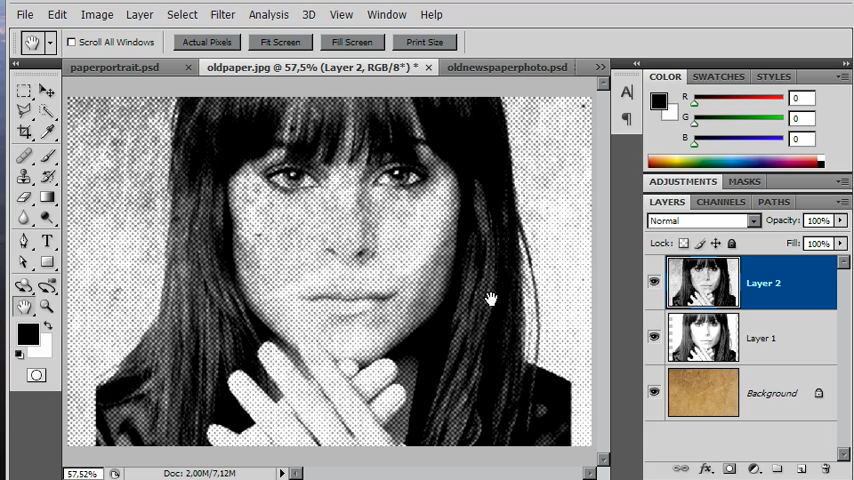 File Edit Image Layer Select Filter Analysis 3D View Window Help
Scroll All Windows Actual Pixels Fit Screen Fill Screen Print Size
paperportrait.psd × oldpaper.jpg @ 57,5% (Layer 2, RGB/8*) * × oldnewspaperphoto.psd >>
COLOR SWATCHES STYLES
R 0
G 0
B 0
ADJUSTMENTS MASKS
LAYERS CHANNELS PATHS
Normal Opacity: 100%
Lock: Fill: 100%
Layer 2
Layer 1
Background
57,52% Doc: 2,00M/7,12M